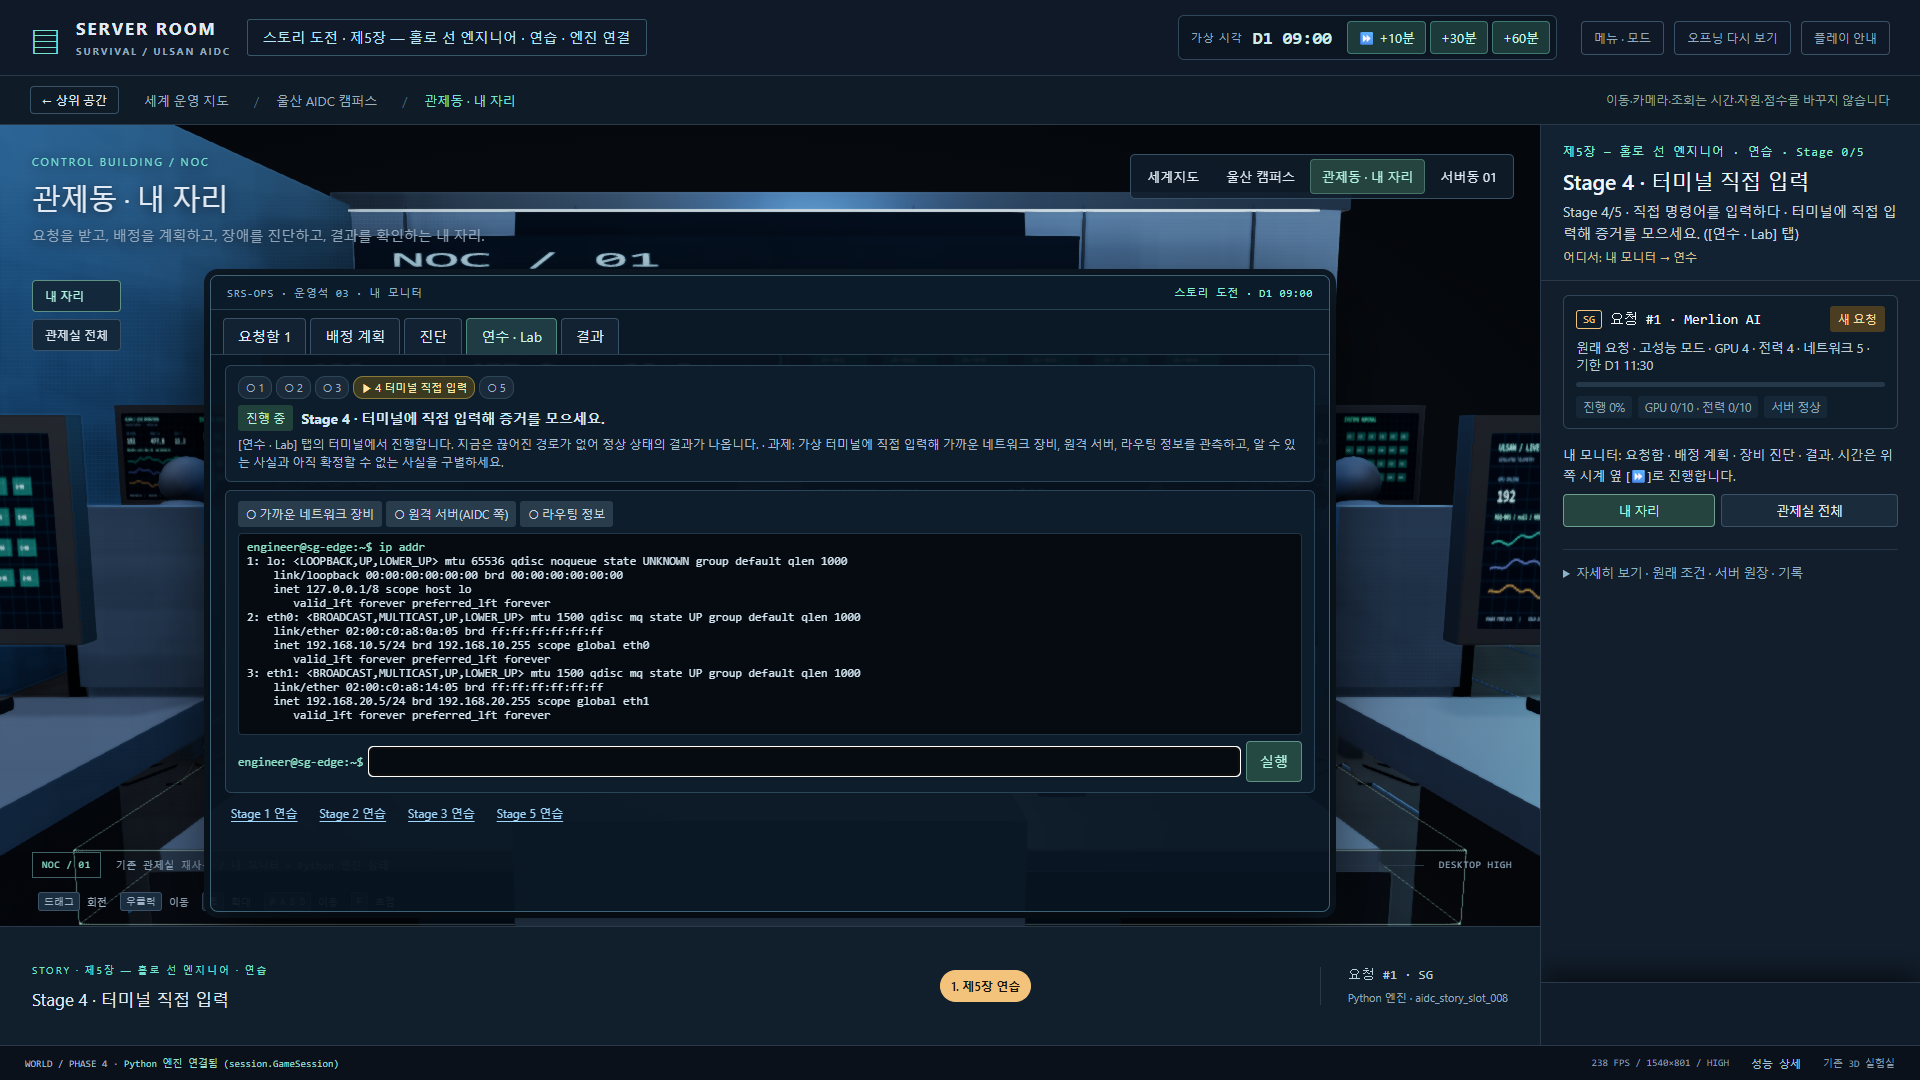 SERVER ROOM
SURVIVAL / ULSAN AIDC
스토리 도전 · 제5장 — 홀로 선 엔지니어 · 연습 · 엔진 연결
가상 시각 D1 09:00 ⏩ +10분 +30분 +60분
메뉴 · 모드 오프닝 다시 보기 플레이 안내
← 상위 공간 세계 운영 지도 / 울산 AIDC 캠퍼스 / 관제동 · 내 자리
이동·카메라·조회는 시간·자원·점수를 바꾸지 않습니다
CONTROL BUILDING / NOC
관제동 · 내 자리
요청을 받고, 배정을 계획하고, 장애를 진단하고, 결과를 확인하는 내 자리.
세계지도 울산 캠퍼스 관제동 · 내 자리 서버동 01
내 자리
관제실 전체
NOC / 01
SRS-OPS · 운영석 03 · 내 모니터
스토리 도전 · D1 09:00
요청함 1 배정 계획 진단 연수 · Lab 결과
○ 1 ○ 2 ○ 3 ▶ 4 터미널 직접 입력 ○ 5
진행 중 Stage 4 · 터미널에 직접 입력해 증거를 모으세요.
[연수 · Lab] 탭의 터미널에서 진행합니다. 지금은 끊어진 경로가 없어 정상 상태의 결과가 나옵니다. · 과제: 가상 터미널에 직접 입력해 가까운 네트워크 장비, 원격 서버, 라우팅 정보를 관측하고, 알 수 있
는 사실과 아직 확정할 수 없는 사실을 구별하세요.
○ 가까운 네트워크 장비 ○ 원격 서버(AIDC 쪽) ○ 라우팅 정보
engineer@sg-edge:~$ ip addr
1: lo: <LOOPBACK,UP,LOWER_UP> mtu 65536 qdisc noqueue state UNKNOWN group default qlen 1000
link/loopback 00:00:00:00:00:00 brd 00:00:00:00:00:00
inet 127.0.0.1/8 scope host lo
valid_lft forever preferred_lft forever
2: eth0: <BROADCAST,MULTICAST,UP,LOWER_UP> mtu 1500 qdisc mq state UP group default qlen 1000
link/ether 02:00:c0:a8:0a:05 brd ff:ff:ff:ff:ff:ff
inet 192.168.10.5/24 brd 192.168.10.255 scope global eth0
valid_lft forever preferred_lft forever
3: eth1: <BROADCAST,MULTICAST,UP,LOWER_UP> mtu 1500 qdisc mq state UP group default qlen 1000
link/ether 02:00:c0:a8:14:05 brd ff:ff:ff:ff:ff:ff
inet 192.168.20.5/24 brd 192.168.20.255 scope global eth1
valid_lft forever preferred_lft forever
engineer@sg-edge:~$
실행
Stage 1 연습 Stage 2 연습 Stage 3 연습 Stage 5 연습
NOC / 01 기존 관제실 재사
DESKTOP HIGH
드래그 회전 우클릭 이동
제5장 — 홀로 선 엔지니어 · 연습 · Stage 0/5
Stage 4 · 터미널 직접 입력
Stage 4/5 · 직접 명령어를 입력하다 · 터미널에 직접 입
력해 증거를 모으세요. ([연수 · Lab] 탭)
어디서: 내 모니터 → 연수
SG 요청 #1 · Merlion AI 새 요청
원래 요청 · 고성능 모드 · GPU 4 · 전력 4 · 네트워크 5 ·
기한 D1 11:30
진행 0% GPU 0/10 · 전력 0/10 서버 정상
내 모니터: 요청함 · 배정 계획 · 장비 진단 · 결과. 시간은 위
쪽 시계 옆 [⏩]로 진행합니다.
내 자리 관제실 전체
▶ 자세히 보기 · 원래 조건 · 서버 원장 · 기록
ULSAN / LIVE
192
STORY · 제5장 — 홀로 선 엔지니어 · 연습
Stage 4 · 터미널 직접 입력
1. 제5장 연습
요청 #1 · SG
Python 엔진 · aidc_story_slot_008
WORLD / PHASE 4 · Python 엔진 연결됨 (session.GameSession)
238 FPS / 1540×801 / HIGH 성능 상세 기존 3D 실험실